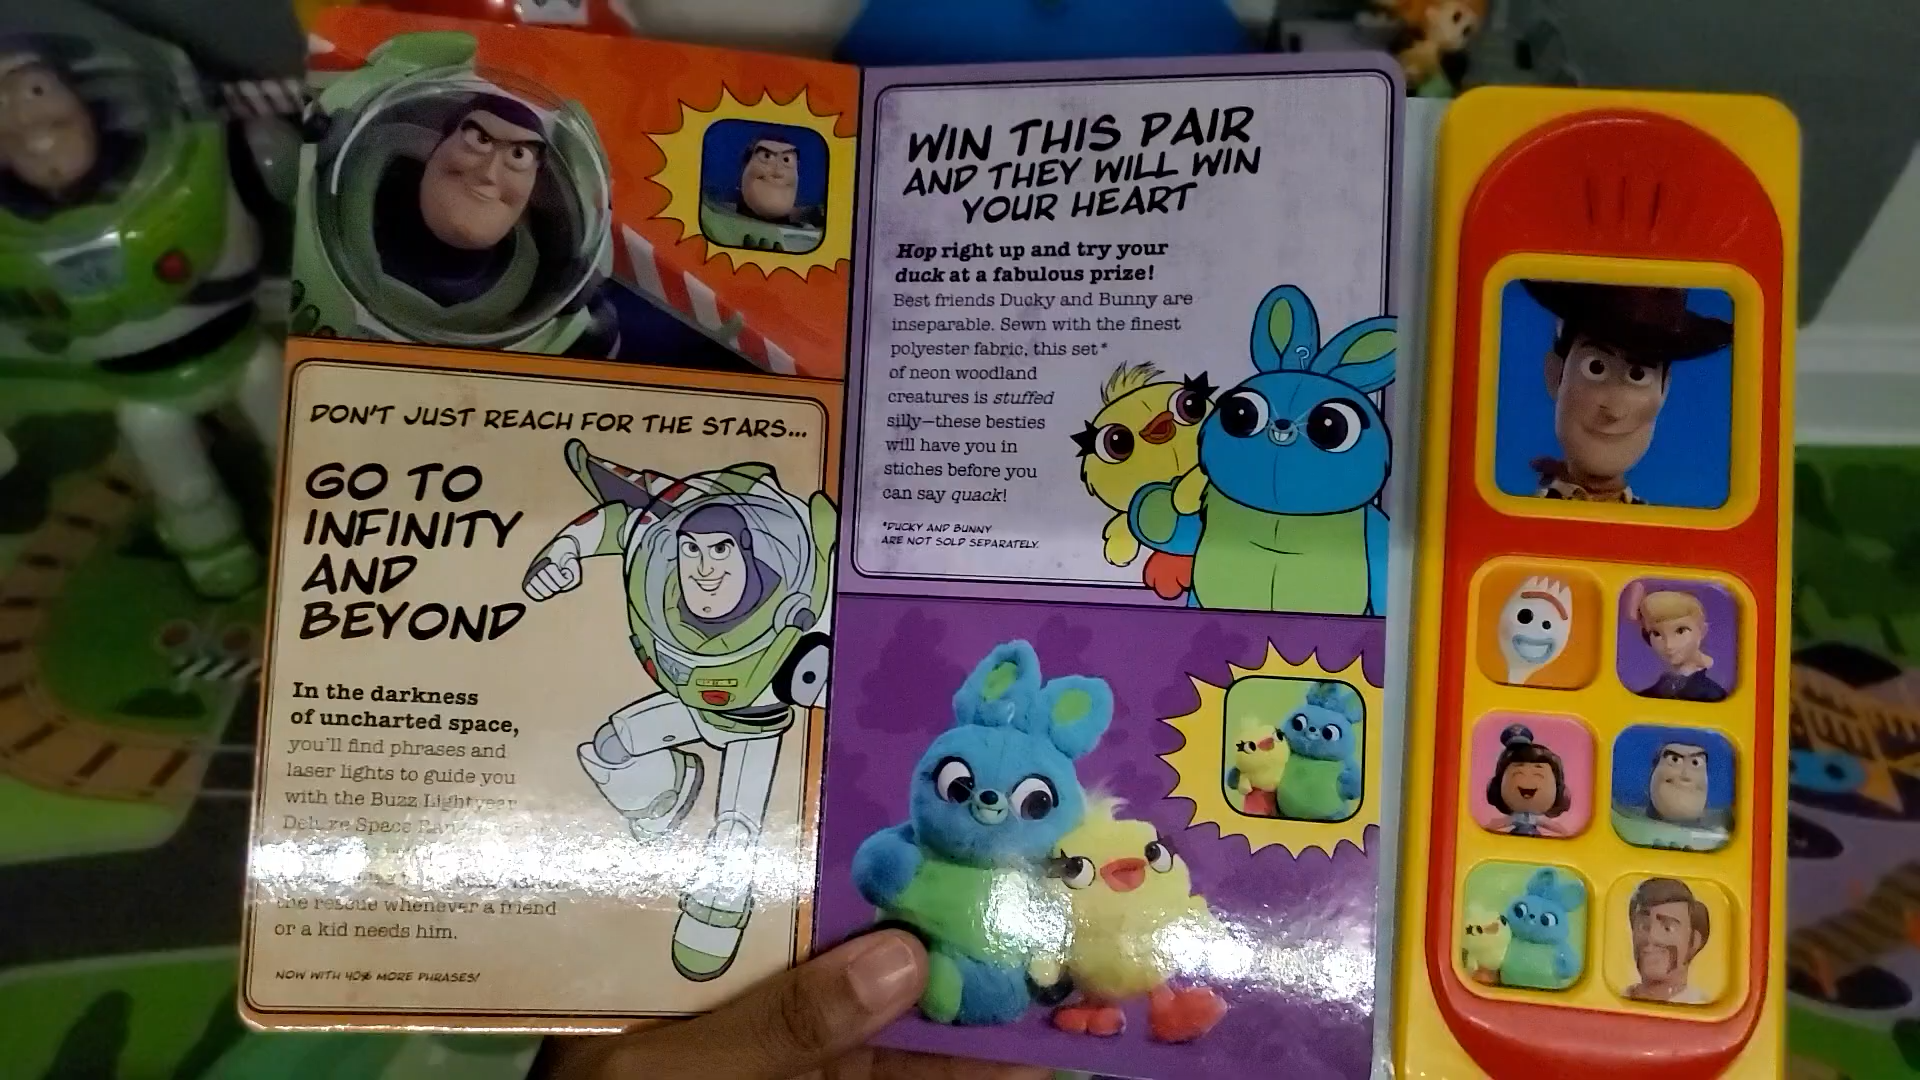 DON'T JUST REACH FOR THE STARS...
GO TO
INFINITY
AND
BEYOND
In the darkness
of uncharted space,
you'll find phrases and
laser lights to guide you
with the Buzz Lightyear
Deluxe Space
the rescue whenever a friend
or a kid needs him.
NOW WITH 40% MORE PHRASES!
WIN THIS PAIR
AND THEY WILL WIN
YOUR HEART
Hop right up and try your
duck at a fabulous prize!
Best friends Ducky and Bunny are
inseparable. Sewn with the finest
polyester fabric, this set*
of neon woodland
creatures is stuffed
silly—these besties
will have you in
stiches before you
can say quack!
*DUCKY AND BUNNY
ARE NOT SOLD SEPARATELY.